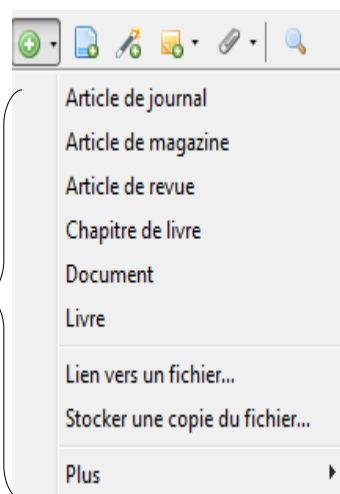 Article de journal
Article de magazine
Article de revue
Chapitre de livre
Document
Livre
Lien vers un fichier...
Stocker une copie du fichier...
Plus